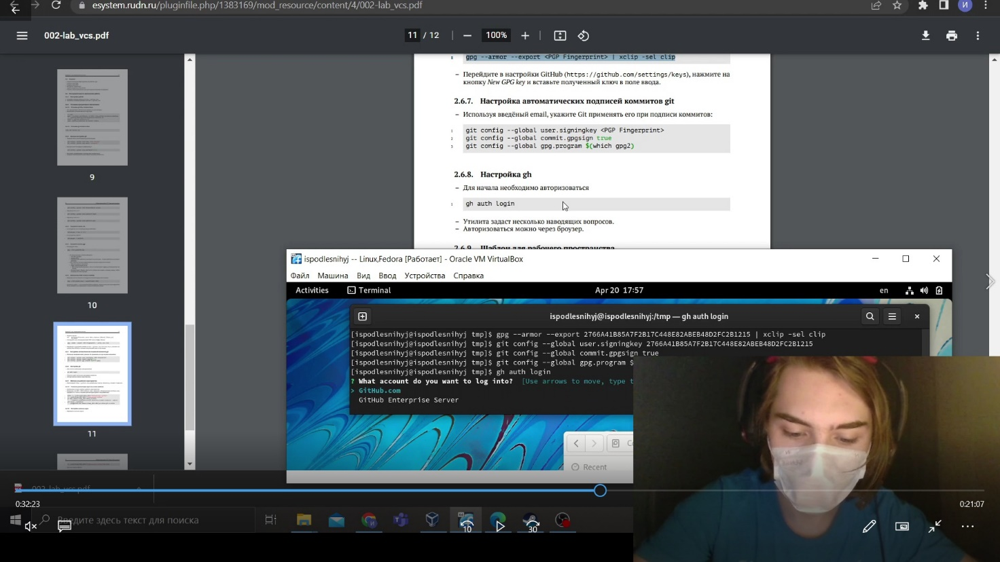 esystem.rudn.ru/pluginfile.php/1383169/mod_resource/content/4/002-lab_vcs.pdf
И
002-lab_vcs.pdf
11 / 12
100%
gpg --armor --export <PGP Fingerprint> | xclip -sel clip
– Перейдите в настройки GitHub (https://github.com/settings/keys), нажмите на
кнопку New GPG key и вставьте полученный ключ в поле ввода.
2.6.7. Настройка автоматических подписей коммитов git
– Используя введёный email, укажите Git применять его при подписи коммитов:
1 git config --global user.signingkey <PGP Fingerprint>
2 git config --global commit.gpgsign true
3 git config --global gpg.program $(which gpg2)
2.6.8. Настройка gh
– Для начала необходимо авторизоваться
1 gh auth login
– Утилита задаст несколько наводящих вопросов.
– Авторизоваться можно через броузер.
2.6.9. Шаблон для рабочего пространства
9
10
11
ispodlesnihyj -- Linux,Fedora [Работает] - Oracle VM VirtualBox
Файл Машина Вид Ввод Устройства Справка
Activities Terminal Apr 20 17:57 en
ispodlesnihyj@ispodlesnihyj:/tmp — gh auth login
[ispodlesnihyj@ispodlesnihyj tmp]$ gpg --armor --export 2766A41B85A7F2B17C448E82ABEB48D2FC2B1215 | xclip -sel clip
[ispodlesnihyj@ispodlesnihyj tmp]$ git config --global user.signingkey 2766A41B85A7F2B17C448E82ABEB48D2FC2B1215
[ispodlesnihyj@ispodlesnihyj tmp]$ git config --global commit.gpgsign true
[ispodlesnihyj@ispodlesnihyj tmp]$ git config --global gpg.program $
[ispodlesnihyj@ispodlesnihyj tmp]$ gh auth login
? What account do you want to log into? [Use arrows to move, type t
> GitHub.com
GitHub Enterprise Server
Recent
002-lab_vcs.pdf
0:32:23
0:21:07
Введите здесь текст для поиска
10
30